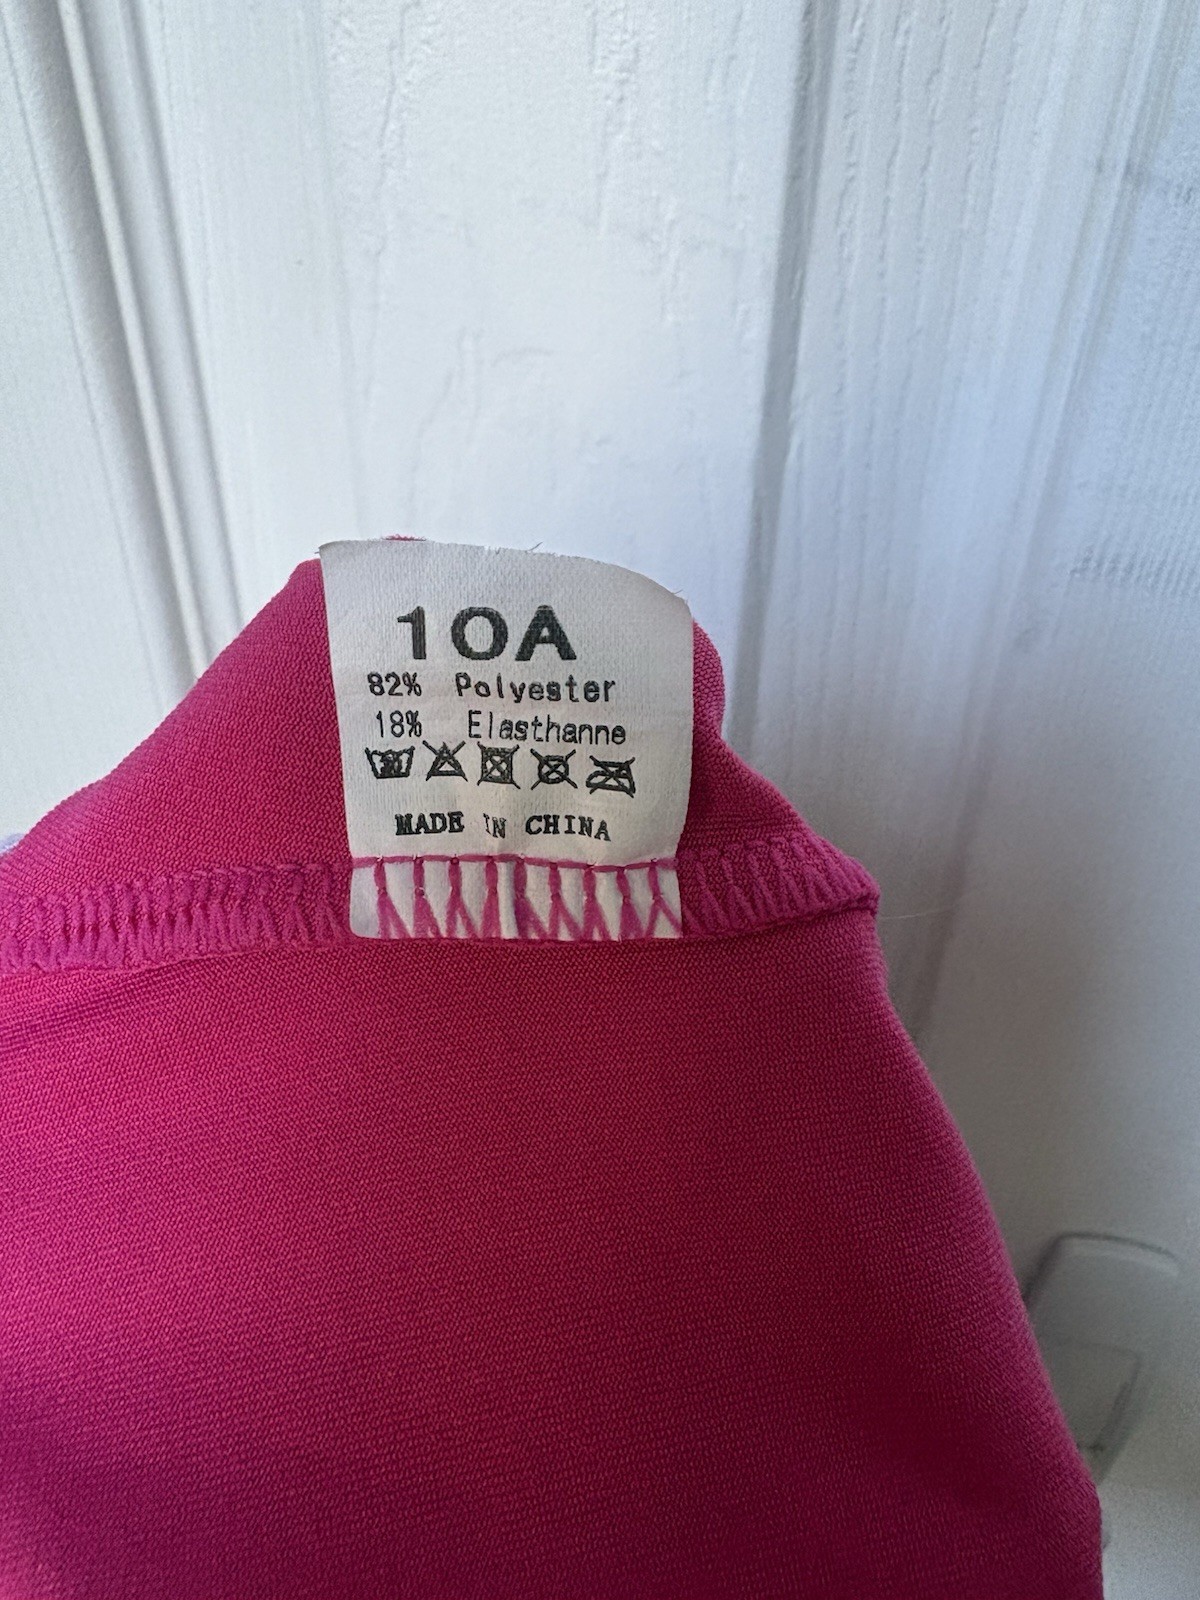 10A
82% Polyester
18% Elasthanne
MADE IN CHINA